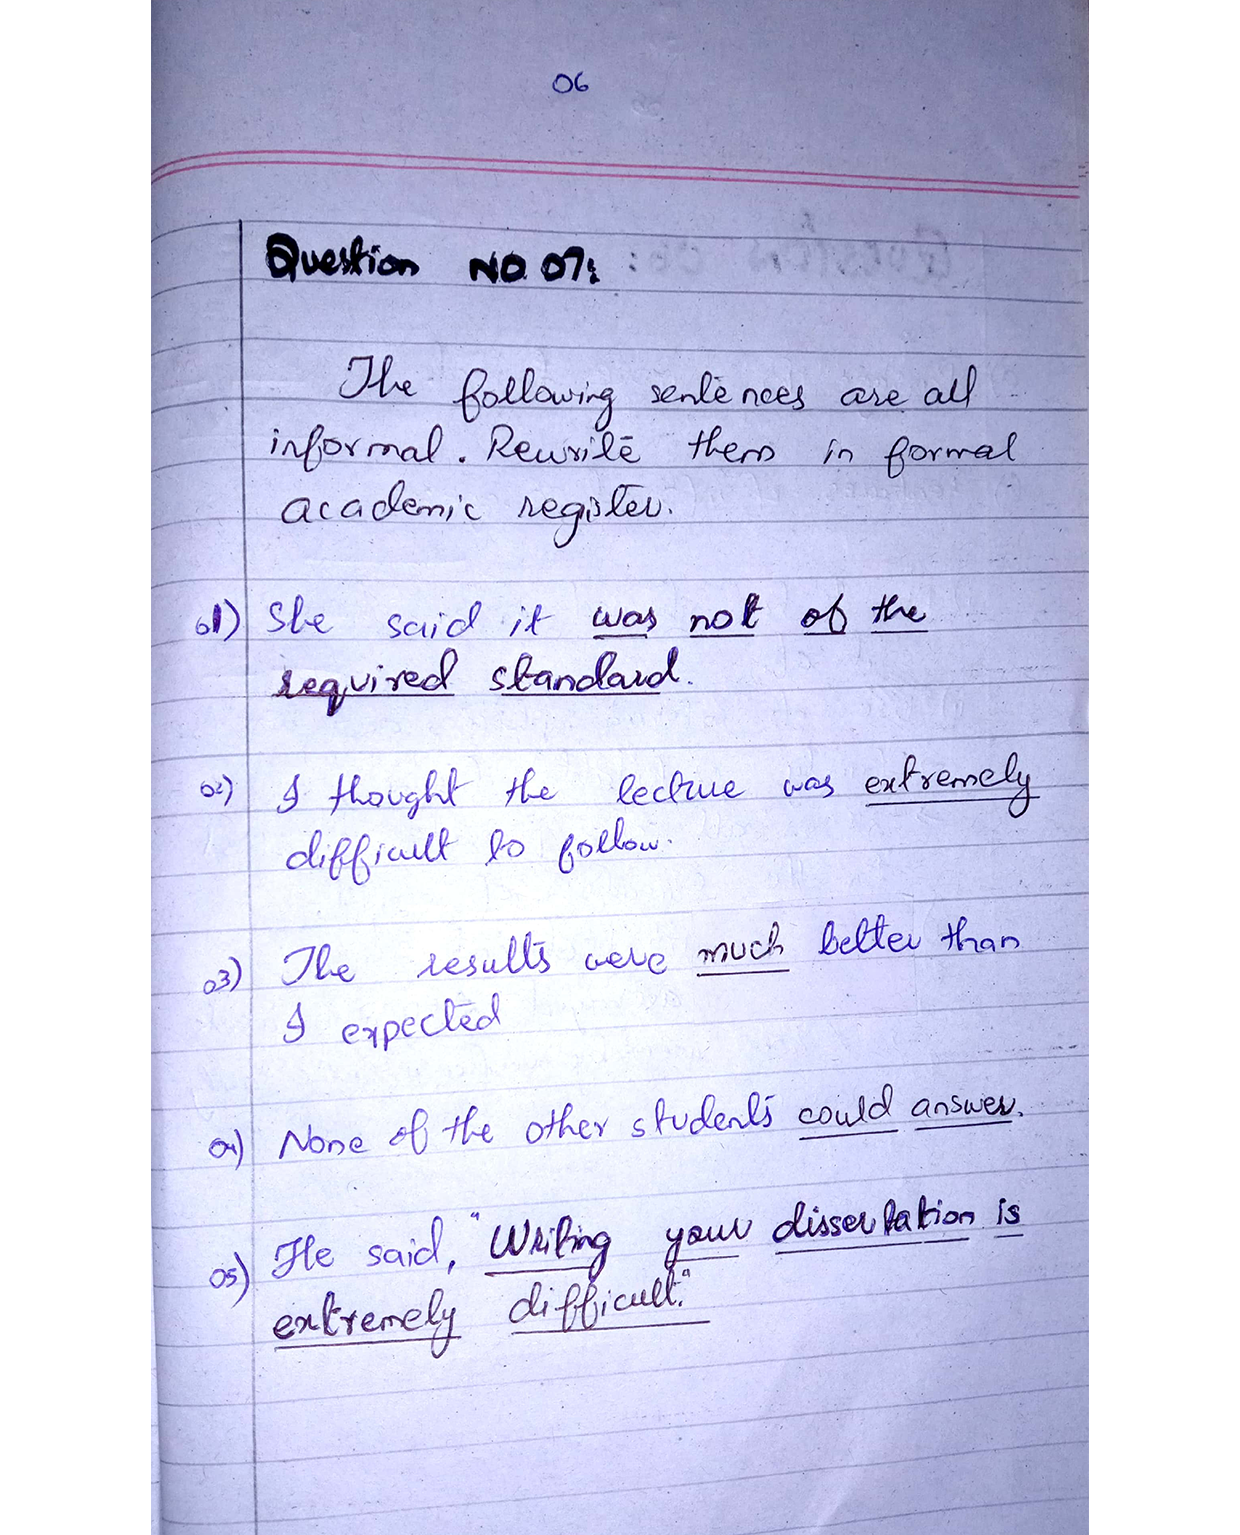 06
Question NO. 07:
The following sentences are all
informal. Rewrite them in formal
academic register.
01) She said it was not of the
required standard.
02) I thought the lecture was extremely
difficult to follow.
03) The results were much better than
I expected
04) None of the other students could answer.
05) He said, "Writing your dissertation is
extremely difficult."